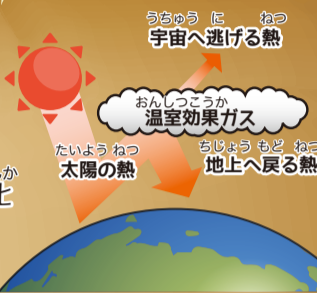 うちゅう に ねつ
宇宙へ逃げる熱
おんしつこうか
温室効果ガス
たいよう ねつ
太陽の熱
ちじょう もど ねつ
地上へ戻る熱